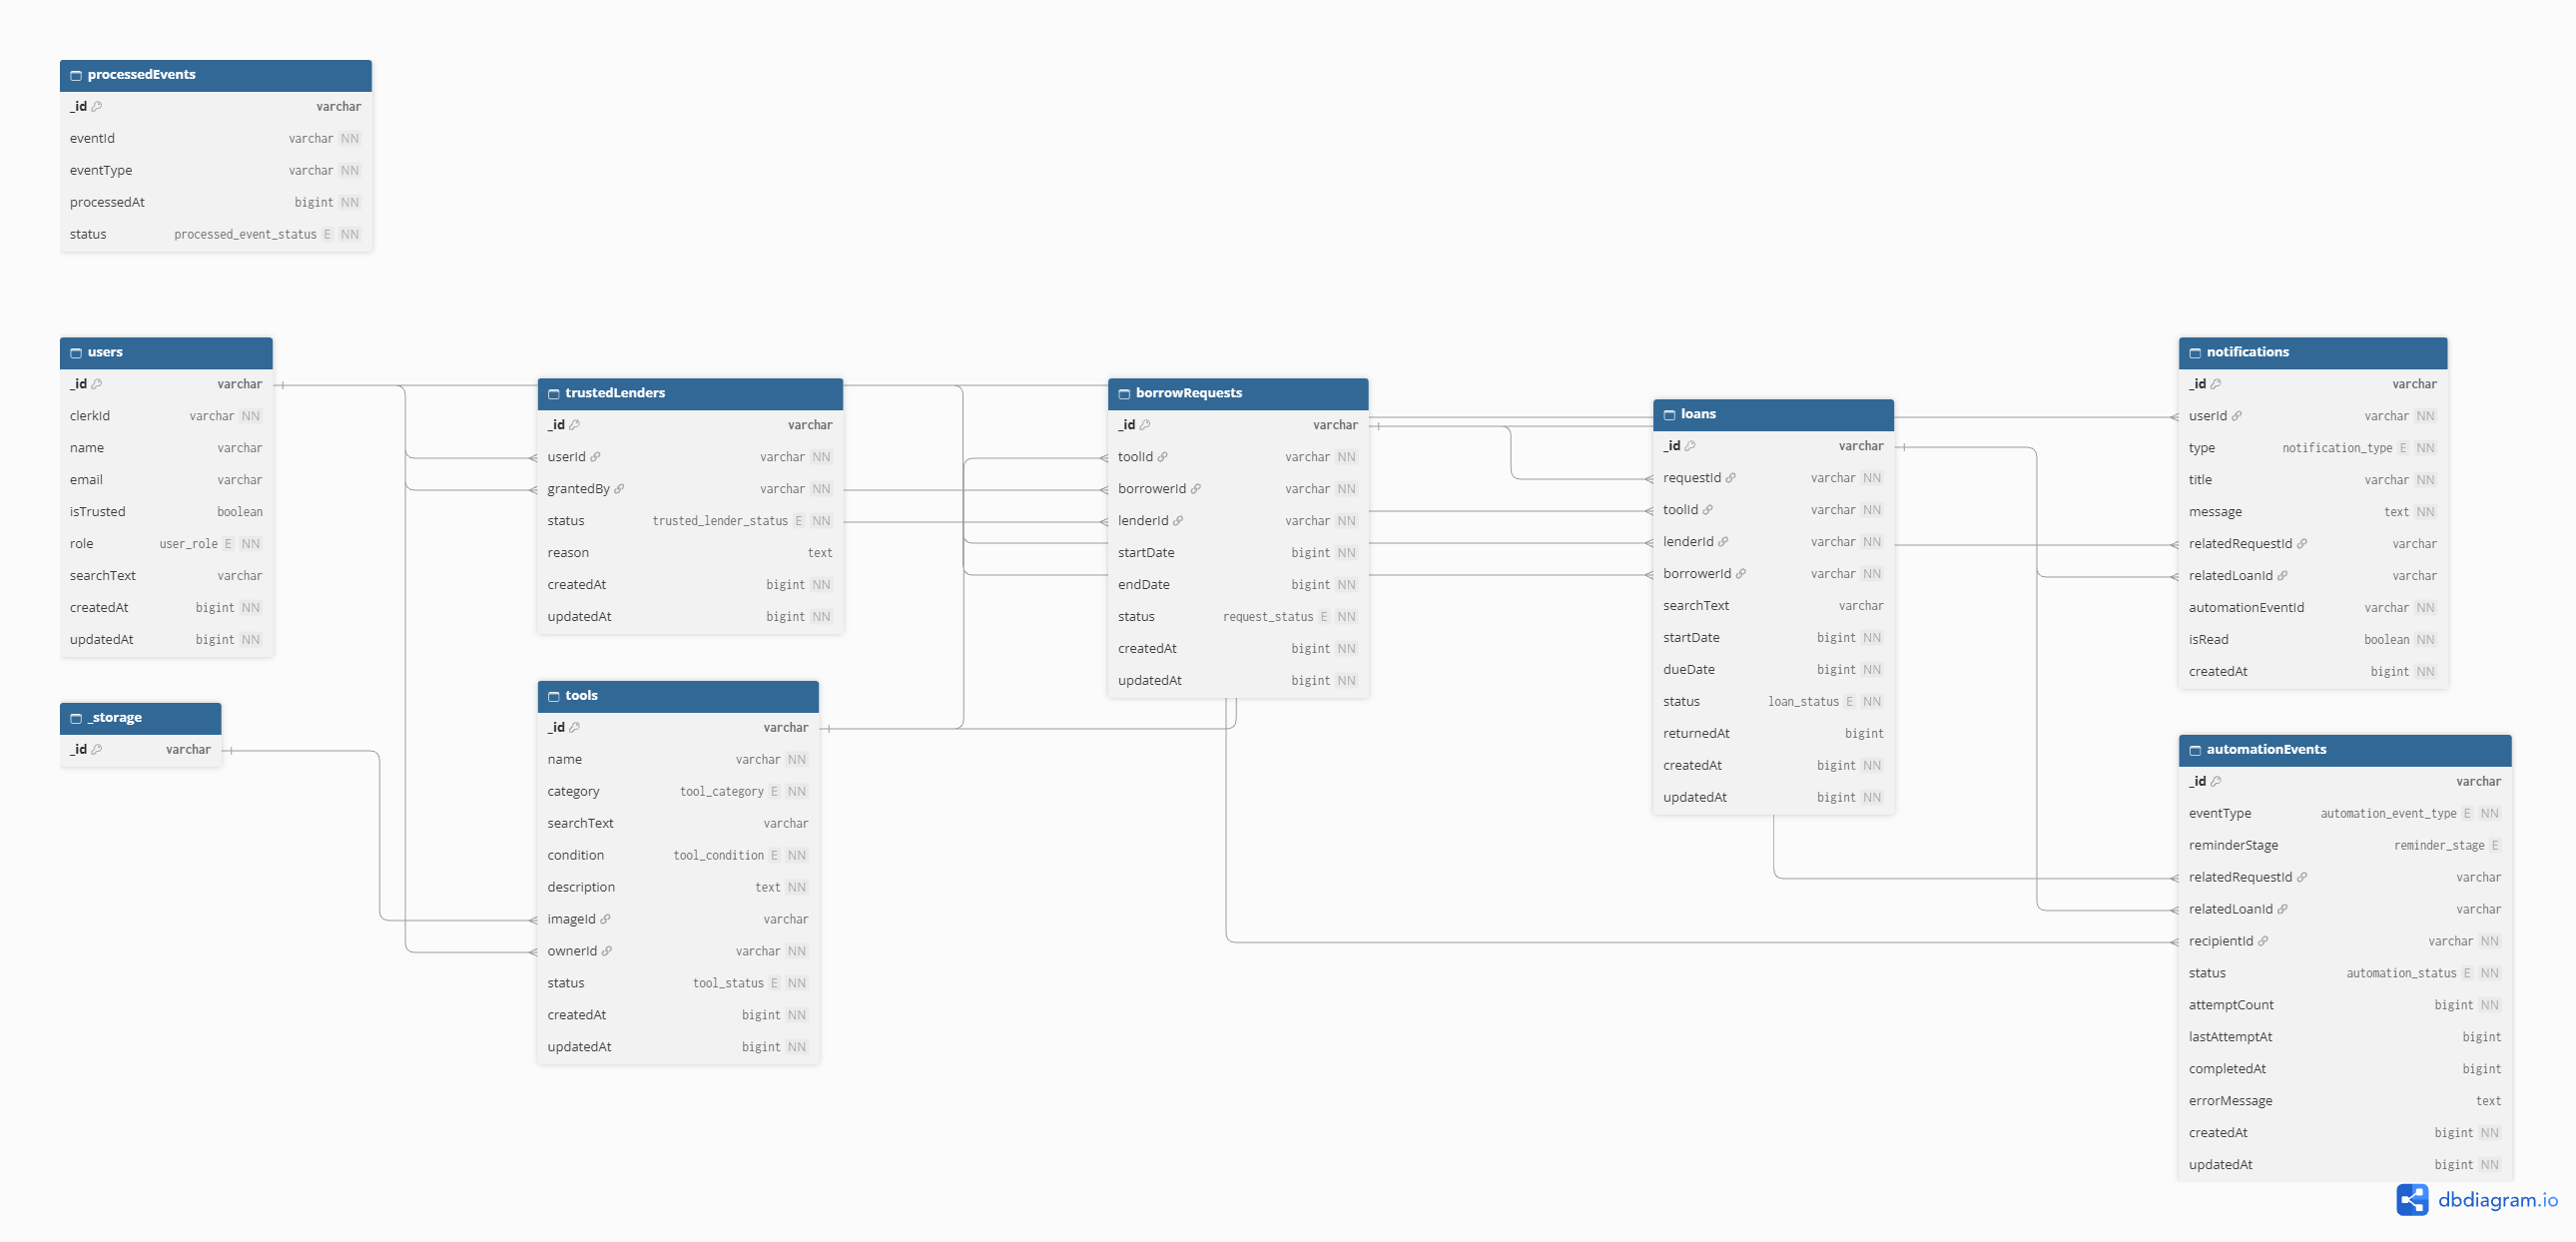 processedEvents
_id varchar
eventId varchar NN
eventType varchar NN
processedAt bigint NN
status processed_event_status E NN
users
_id varchar
clerkId varchar NN
name varchar
email varchar
isTrusted boolean
role user_role E NN
searchText varchar
createdAt bigint NN
updatedAt bigint NN
_storage
_id varchar
trustedLenders
_id varchar
userId varchar NN
grantedBy varchar NN
status trusted_lender_status E NN
reason text
createdAt bigint NN
updatedAt bigint NN
tools
_id varchar
name varchar NN
category tool_category E NN
searchText varchar
condition tool_condition E NN
description text NN
imageId varchar
ownerId varchar NN
status tool_status E NN
createdAt bigint NN
updatedAt bigint NN
borrowRequests
_id varchar
toolId varchar NN
borrowerId varchar NN
lenderId varchar NN
startDate bigint NN
endDate bigint NN
status request_status E NN
createdAt bigint NN
updatedAt bigint NN
loans
_id varchar
requestId varchar NN
toolId varchar NN
lenderId varchar NN
borrowerId varchar NN
searchText varchar
startDate bigint NN
dueDate bigint NN
status loan_status E NN
returnedAt bigint
createdAt bigint NN
updatedAt bigint NN
notifications
_id varchar
userId varchar NN
type notification_type E NN
title varchar NN
message text NN
relatedRequestId varchar
relatedLoanId varchar
automationEventId varchar NN
isRead boolean NN
createdAt bigint NN
automationEvents
_id varchar
eventType automation_event_type E NN
reminderStage reminder_stage E
relatedRequestId varchar
relatedLoanId varchar
recipientId varchar NN
status automation_status E NN
attemptCount bigint NN
lastAttemptAt bigint
completedAt bigint
errorMessage text
createdAt bigint NN
updatedAt bigint NN
dbdiagram.io